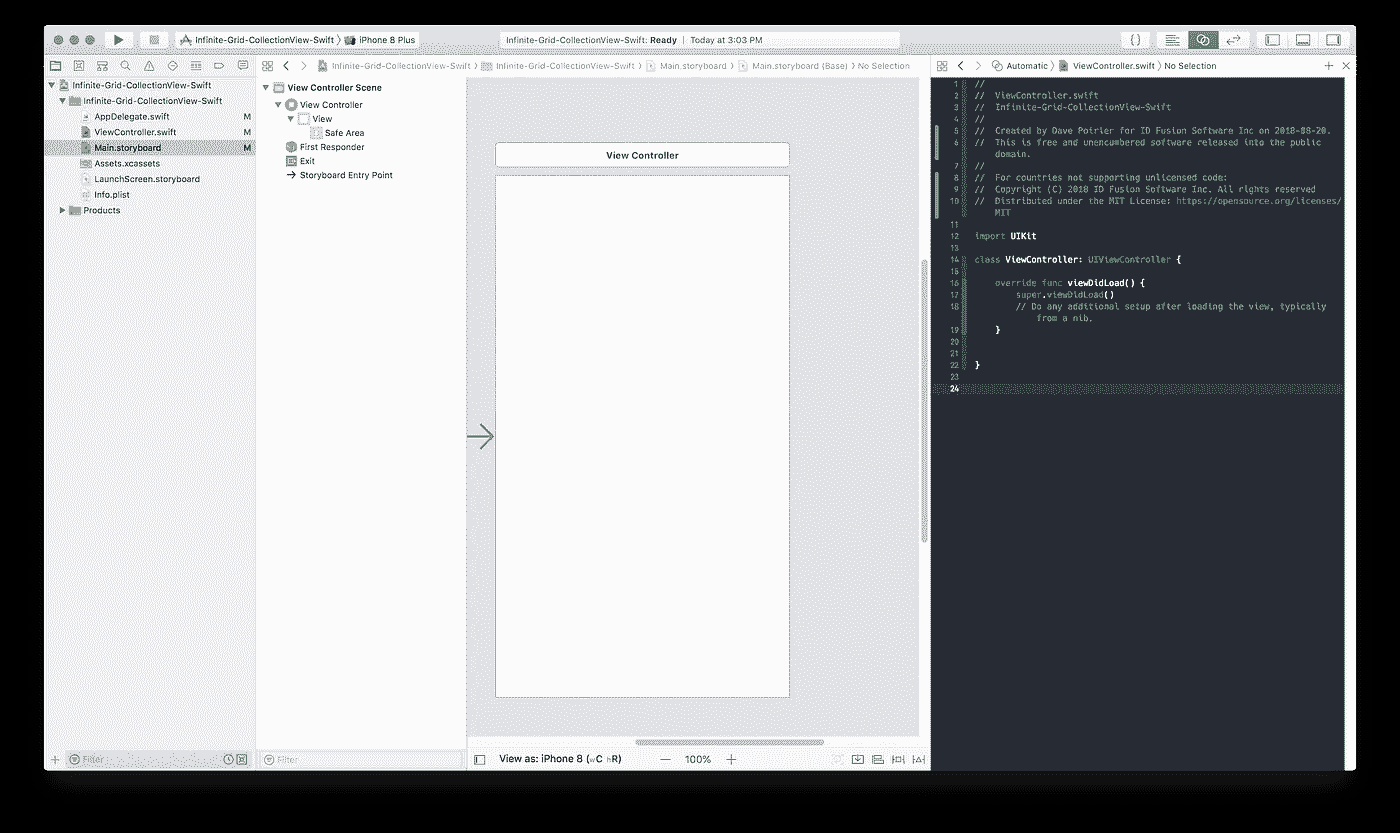 Infinite-Grid-CollectionView-Swift › iPhone 8 Plus
Infinite-Grid-CollectionView-Swift: Ready | Today at 3:03 PM
{}
Infinite-Grid-CollectionView-Swift
Infinite-Grid-CollectionView-Swift
AppDelegate.swift M
ViewController.swift M
Main.storyboard M
Assets.xcassets
LaunchScreen.storyboard
Info.plist
Products
Filter
Infinite-Grid-CollectionView-Swift › Infinite-Grid-CollectionView-Swift › Main.storyboard › Main.storyboard (Base) › No Selection
View Controller Scene
View Controller
View
Safe Area
First Responder
Exit
Storyboard Entry Point
Filter
View Controller
View as: iPhone 8 (wC hR)
100%
Automatic › ViewController.swift › No Selection
1 //
2 // ViewController.swift
3 // Infinite-Grid-CollectionView-Swift
4 //
5 // Created by Dave Poirier for ID Fusion Software Inc on 2018-08-20.
6 // This is free and unencumbered software released into the public
domain.
7 //
8 // For countries not supporting unlicensed code:
9 // Copyright (C) 2018 ID Fusion Software Inc. All rights reserved
10 // Distributed under the MIT License: https://opensource.org/licenses/
MIT
11
12 import UIKit
13
14 class ViewController: UIViewController {
15
16 override func viewDidLoad() {
17 super.viewDidLoad()
18 // Do any additional setup after loading the view, typically
from a nib.
19 }
20
21
22 }
23
24